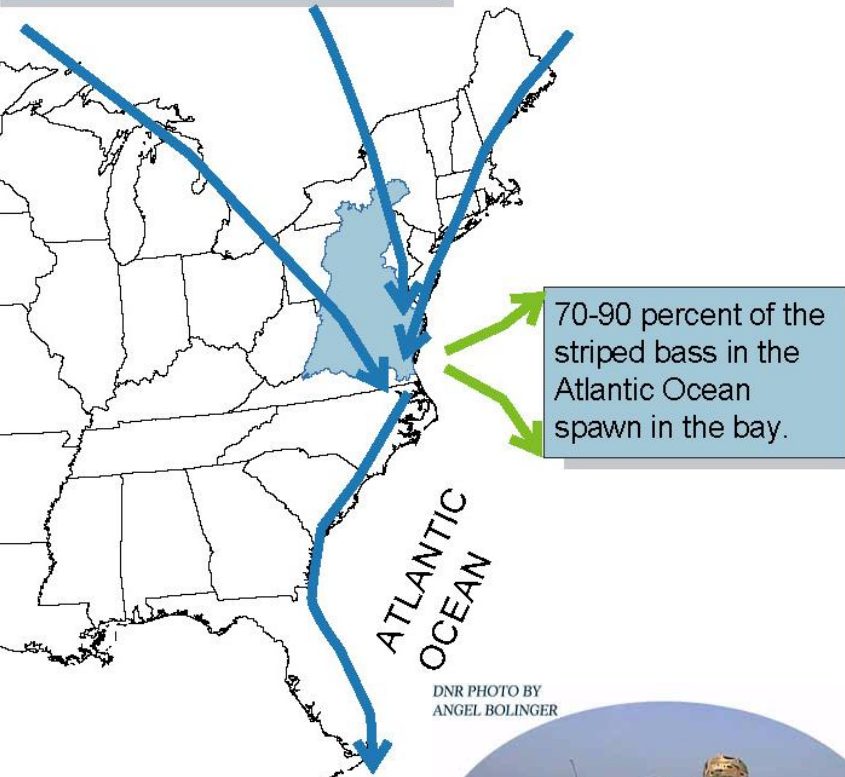 70-90 percent of the
striped bass in the
Atlantic Ocean
spawn in the bay.
ATLANTIC
OCEAN
DNR PHOTO BY
ANGEL BOLINGER